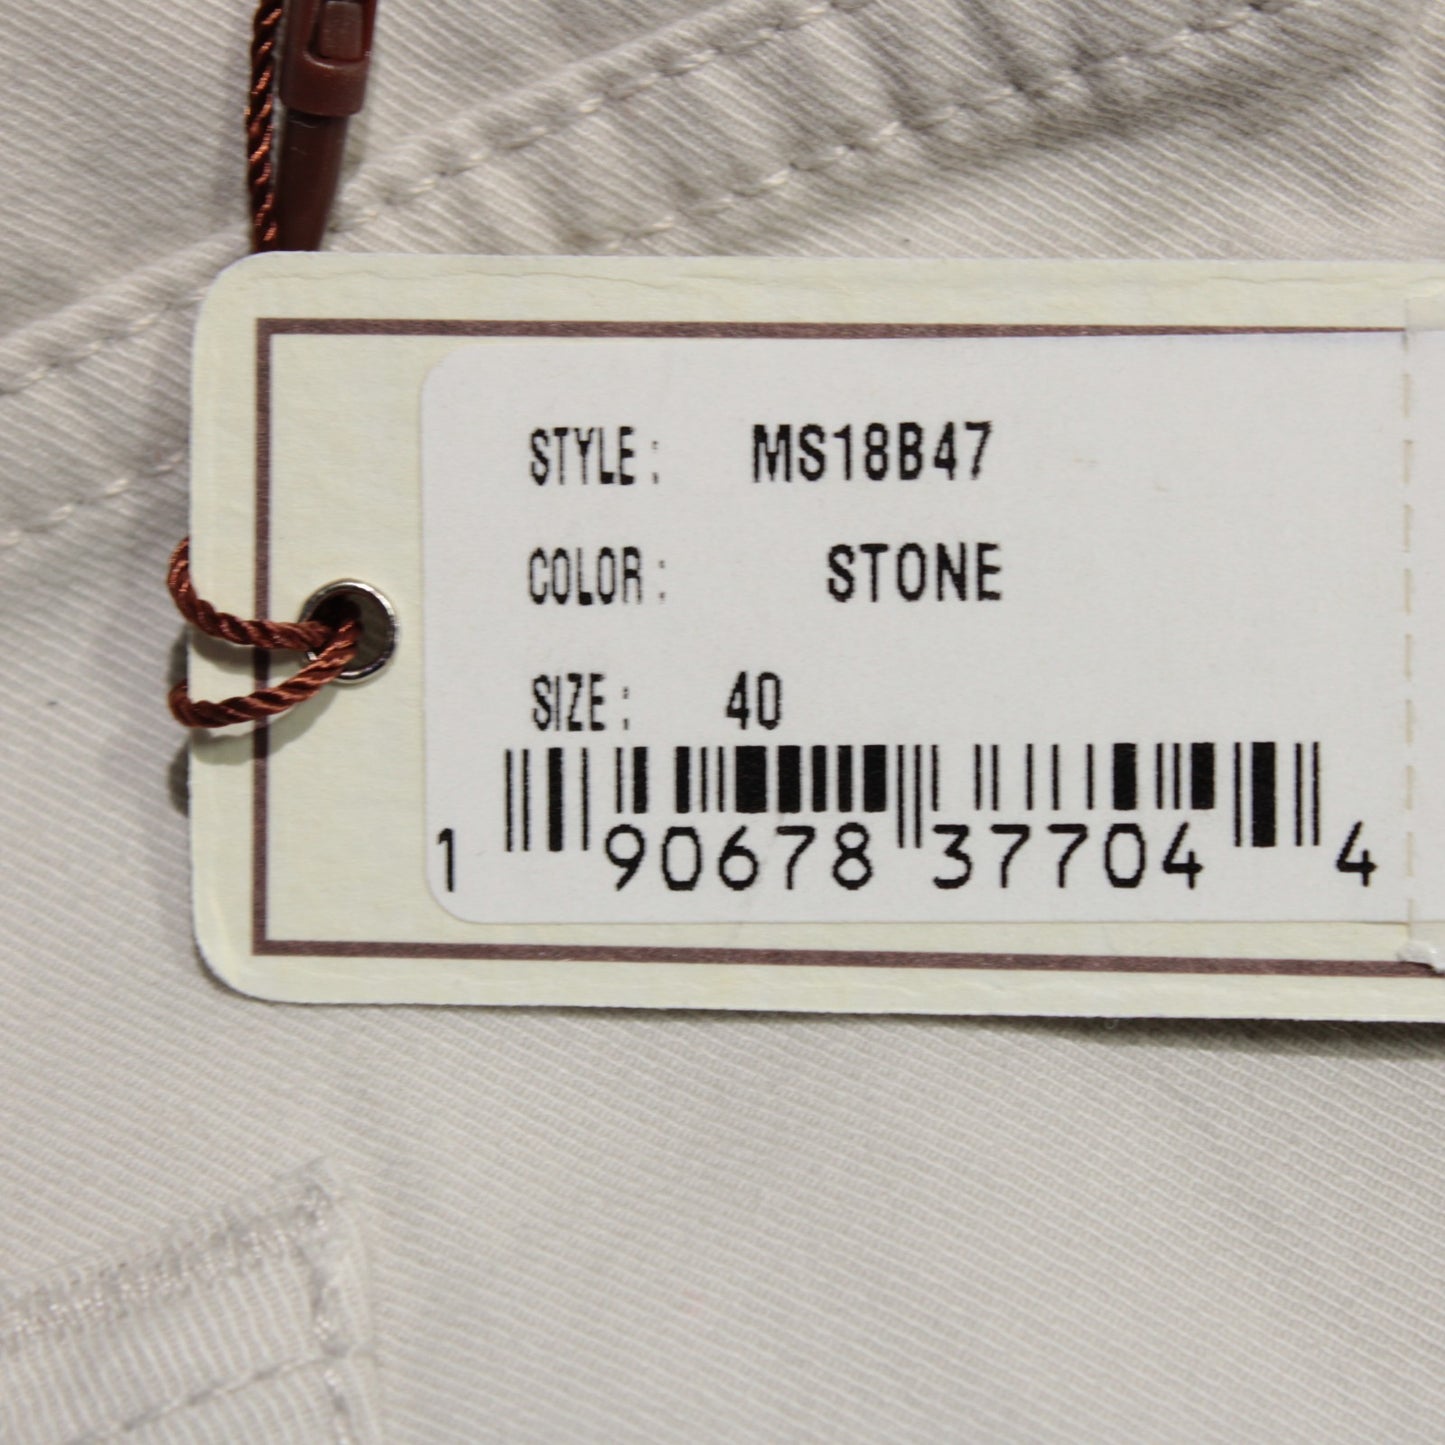 STYLE: MS18B47
COLOR: STONE
SIZE: 40
1 90678 37704 4